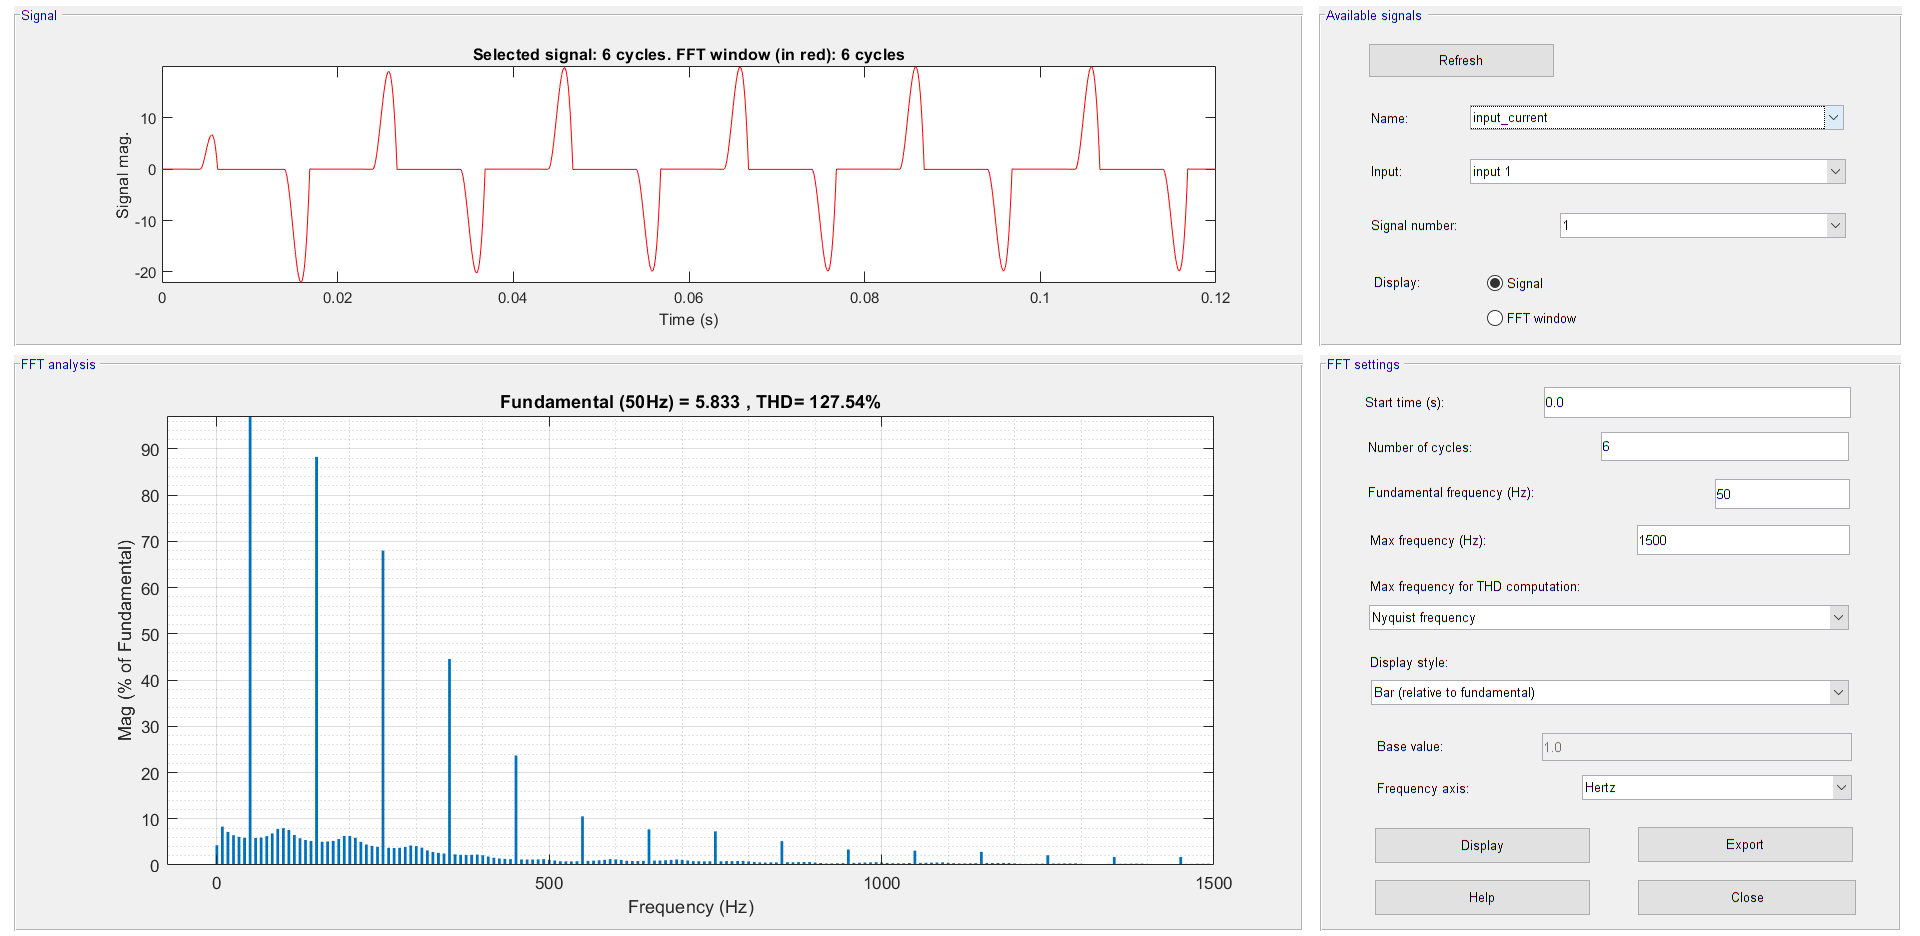 Signal
Selected signal: 6 cycles. FFT window (in red): 6 cycles
Signal mag.
10
0
-10
-20
0 0.02 0.04 0.06 0.08 0.1 0.12
Time (s)
Available signals
Refresh
Name: input_current
Input: input 1
Signal number: 1
Display: Signal
FFT window
FFT analysis
Fundamental (50Hz) = 5.833 , THD= 127.54%
Mag (% of Fundamental)
90
80
70
60
50
40
30
20
10
0
0 500 1000 1500
Frequency (Hz)
FFT settings
Start time (s): 0.0
Number of cycles: 6
Fundamental frequency (Hz): 50
Max frequency (Hz): 1500
Max frequency for THD computation:
Nyquist frequency
Display style:
Bar (relative to fundamental)
Base value: 1.0
Frequency axis: Hertz
Display Export
Help Close